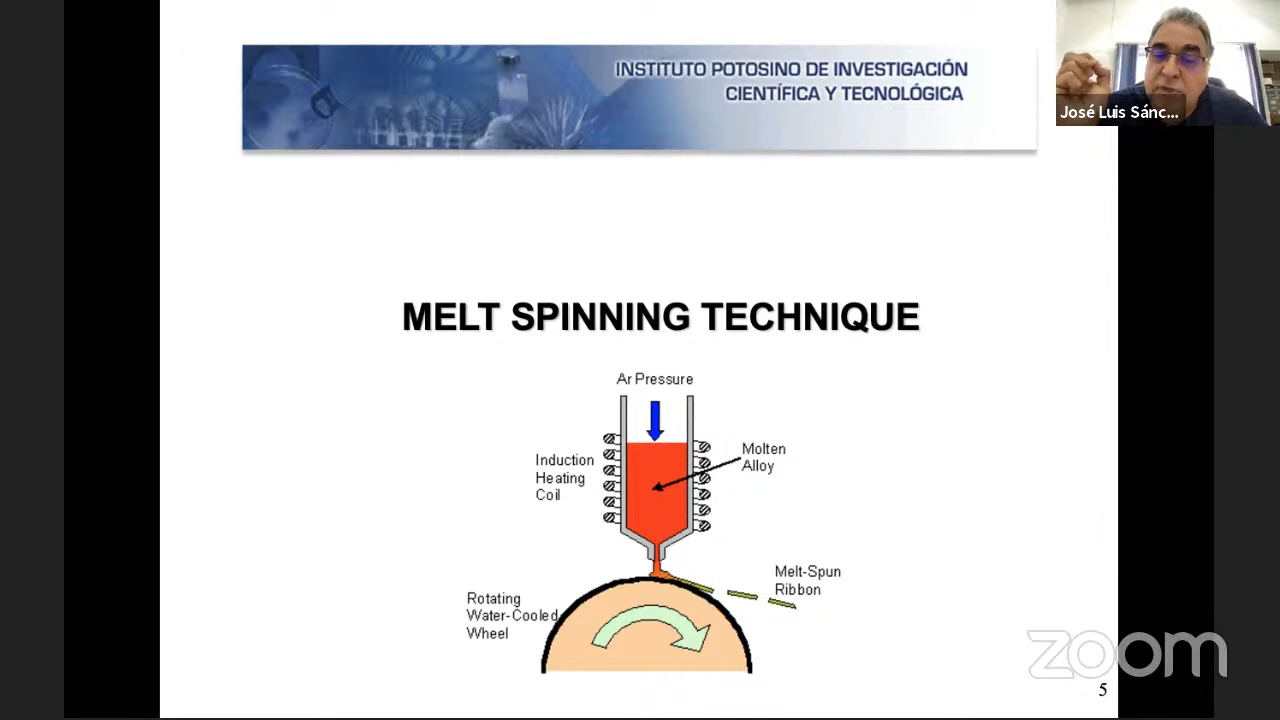 INSTITUTO POTOSINO DE INVESTIGACIÓN
CIENTÍFICA Y TECNOLÓGICA
José Luis Sánc...
MELT SPINNING TECHNIQUE
Ar Pressure
Induction
Heating
Coil
Molten
Alloy
Melt-Spun
Ribbon
Rotating
Water-Cooled
Wheel
zoom
5